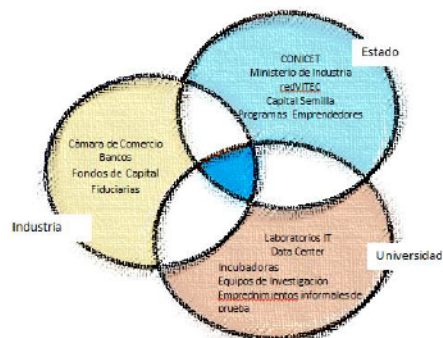 Estado
CONICET
Ministerio de Industria
redVITEC
Capital Semilla
Programas Emprendedores
Cámara de Comercio
Bancos
Fondos de Capital
Fiduciarias
Industria
Laboratorios IT
Data Center
Incubadoras
Equipos de Investigación
Emprednimientos informales de
prueba
Universidad